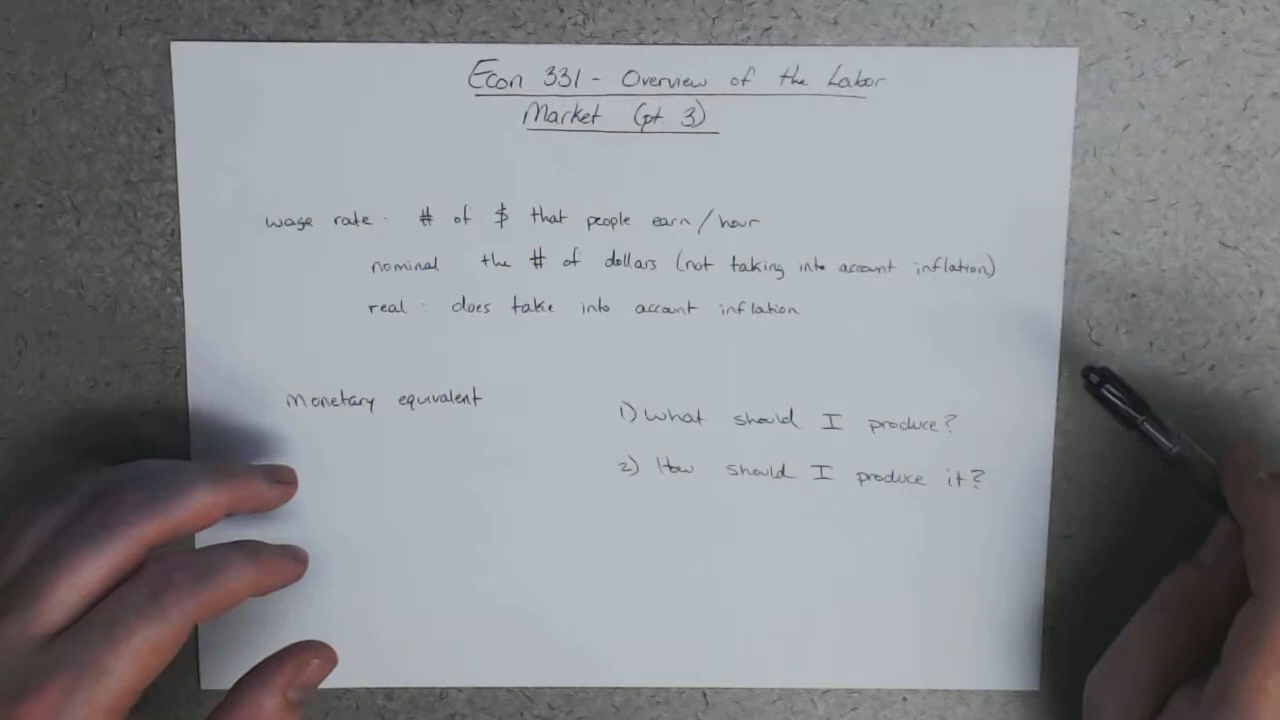 Econ 331 - Overview of the Labor
Market (pt. 3)
wage rate: # of $ that people earn/hour
nominal the # of dollars (not taking into account inflation)
real: does take into account inflation
Monetary equivalent
1) What should I produce?
2) How should I produce it?